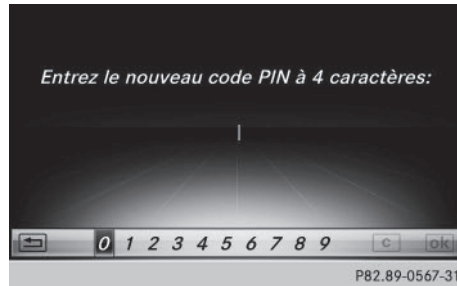 Entrez le nouveau code PIN à 4 caractères:
0 1 2 3 4 5 6 7 8 9 c ok
P82.89-0567-31